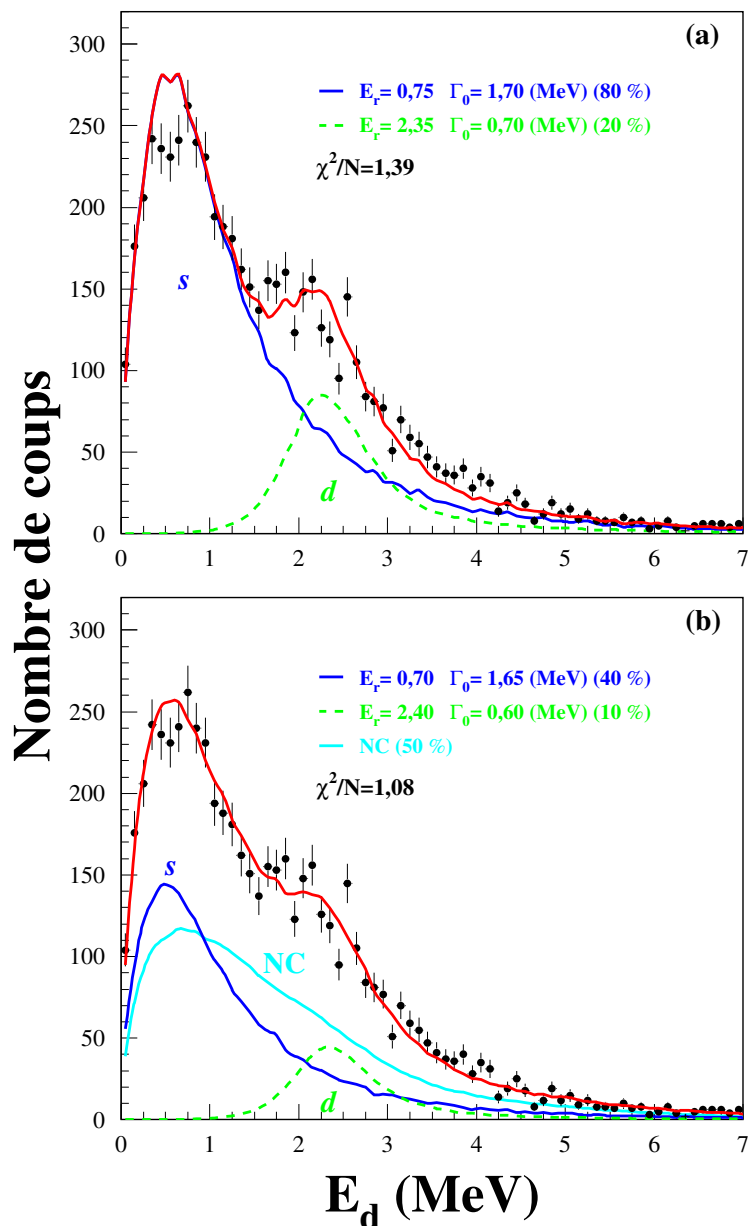 Nombre de coups
(a)
E_r= 0,75 Γ_0= 1,70 (MeV) (80 %)
E_r= 2,35 Γ_0= 0,70 (MeV) (20 %)
χ²/N=1,39
s
d
300
250
200
150
100
50
0
0 1 2 3 4 5 6 7
(b)
E_r= 0,70 Γ_0= 1,65 (MeV) (40 %)
E_r= 2,40 Γ_0= 0,60 (MeV) (10 %)
NC (50 %)
χ²/N=1,08
s
NC
d
300
250
200
150
100
50
0
0 1 2 3 4 5 6 7
E_d (MeV)